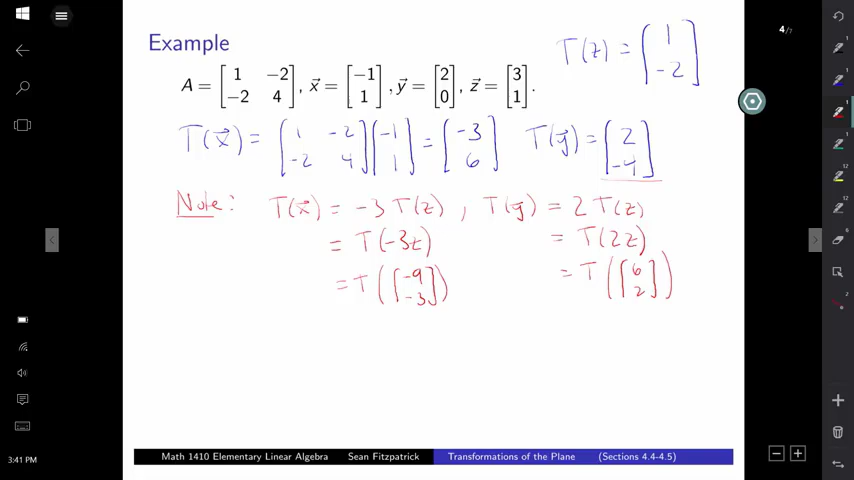 4/7
Example
T(z) = [1 -2]
A = [1 -2 -2 4], x⃗ = [-1 1], y⃗ = [2 0], z⃗ = [3 1].
T(x⃗) = [1 -2 -2 4][-1 1] = [-3 6] T(y⃗) = [2 -4]
Note: T(x⃗) = -3 T(z), T(y⃗) = 2 T(z)
= T(-3z) = T(2z)
= T([-9 -3]) = T([6 2])
Math 1410 Elementary Linear Algebra Sean Fitzpatrick Transformations of the Plane (Sections 4.4-4.5)
3:41 PM